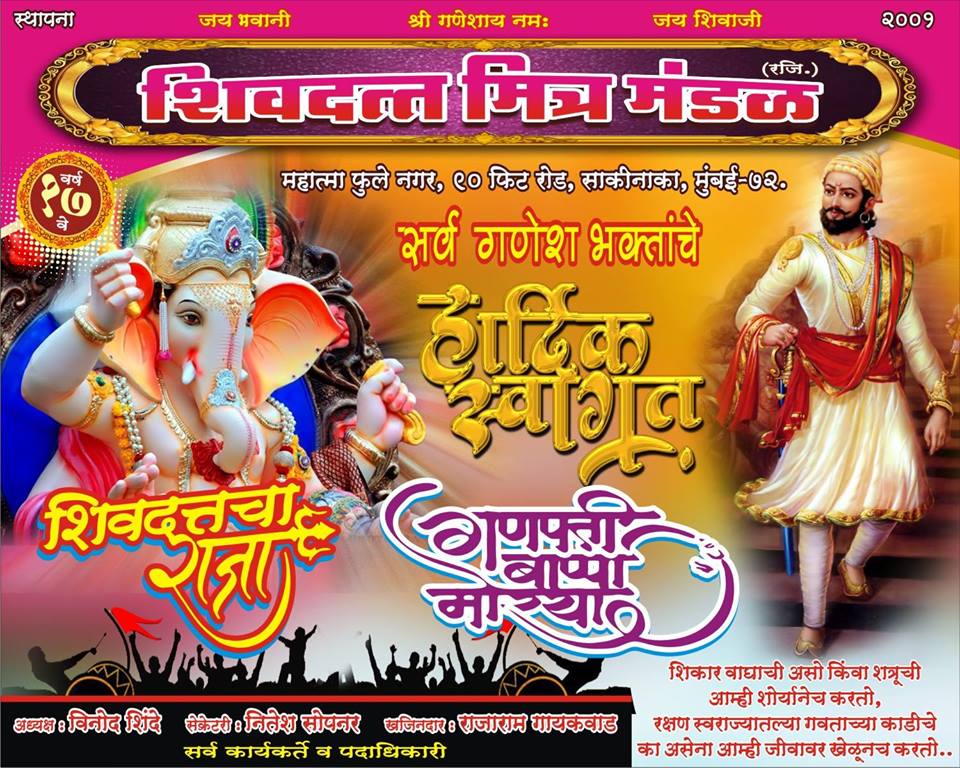 स्थापना जय भवानी श्री गणेशाय नम: जय शिवाजी २००१
शिवदत्त मित्र मंडळ (रजि.)
वर्ष
१७
वे
महात्मा फुले नगर, ९० फिट रोड, साकीनाका, मुंबई-७२.
सर्व गणेश भक्तांचे
हार्दिक
स्वागत
शिवदत्तचा
राजा
गणपती
बाप्पा
मोरया
शिकार वाघाची असो किंवा शत्रूची
आम्ही शौर्यानेच करतो,
रक्षण स्वराज्यातल्या गवताच्या काडीचे
का असेना आम्ही जीवावर खेळूनच करतो..
अध्यक्ष : विनोद शिंदे सेक्रेटरी : नितेश सोपनर खजिनदार : राजाराम गायकवाड
सर्व कार्यकर्ते व पदाधिकारी